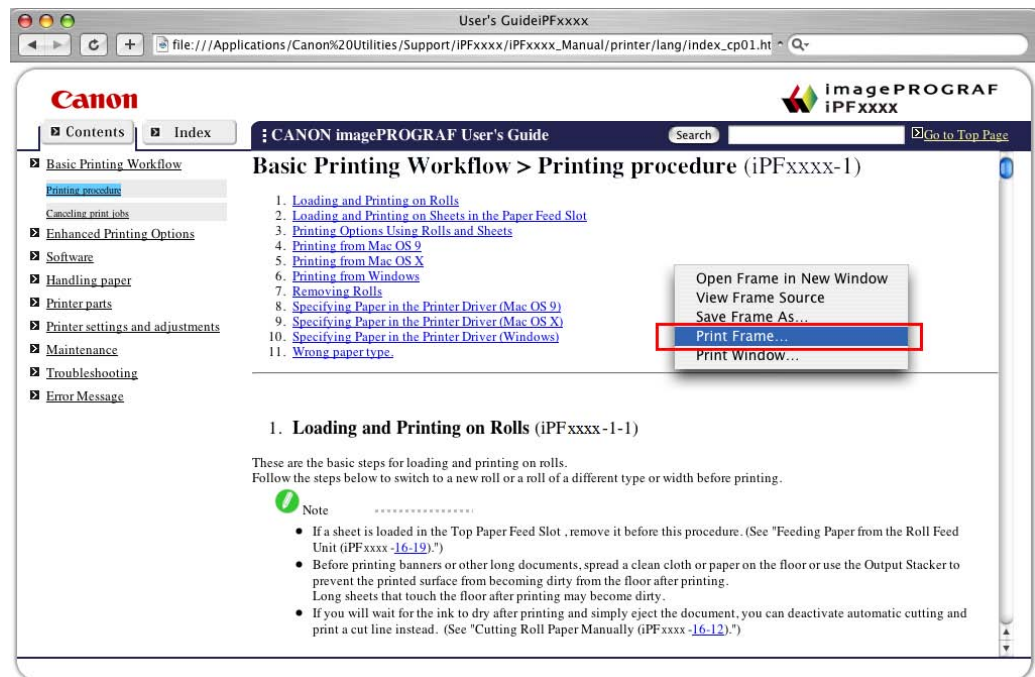 User's GuideiPFxxxx
file:///Applications/Canon%20Utilities/Support/iPFxxxx/iPFxxxx_Manual/printer/lang/index_cp01.ht
Canon
imagePROGRAF
iPFxxxx
Contents
Index
CANON imagePROGRAF User's Guide
Search
Go to Top Page
Basic Printing Workflow
Printing procedure
Canceling print jobs
Enhanced Printing Options
Software
Handling paper
Printer parts
Printer settings and adjustments
Maintenance
Troubleshooting
Error Message
Basic Printing Workflow > Printing procedure (iPFxxxx-1)
1. Loading and Printing on Rolls
2. Loading and Printing on Sheets in the Paper Feed Slot
3. Printing Options Using Rolls and Sheets
4. Printing from Mac OS 9
5. Printing from Mac OS X
6. Printing from Windows
7. Removing Rolls
8. Specifying Paper in the Printer Driver (Mac OS 9)
9. Specifying Paper in the Printer Driver (Mac OS X)
10. Specifying Paper in the Printer Driver (Windows)
11. Wrong paper type.
Open Frame in New Window
View Frame Source
Save Frame As...
Print Frame...
Print Window...
1. Loading and Printing on Rolls (iPFxxxx-1-1)
These are the basic steps for loading and printing on rolls.
Follow the steps below to switch to a new roll or a roll of a different type or width before printing.
Note
• If a sheet is loaded in the Top Paper Feed Slot , remove it before this procedure. (See "Feeding Paper from the Roll Feed
Unit (iPFxxxx -16-19).")
• Before printing banners or other long documents, spread a clean cloth or paper on the floor or use the Output Stacker to
prevent the printed surface from becoming dirty from the floor after printing.
Long sheets that touch the floor after printing may become dirty.
• If you will wait for the ink to dry after printing and simply eject the document, you can deactivate automatic cutting and
print a cut line instead. (See "Cutting Roll Paper Manually (iPFxxxx -16-12).")